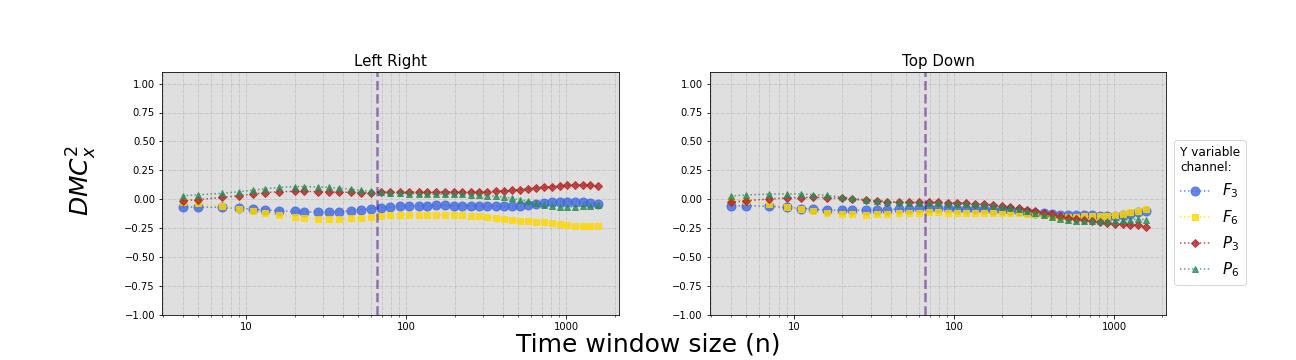 Left Right
Top Down
DMC²ₓ
1.00
0.75
0.50
0.25
0.00
−0.25
−0.50
−0.75
−1.00
10 100 1000
1.00
0.75
0.50
0.25
0.00
−0.25
−0.50
−0.75
−1.00
10 100 1000
Y variable
channel:
F₃
F₆
P₃
P₆
Time window size (n)